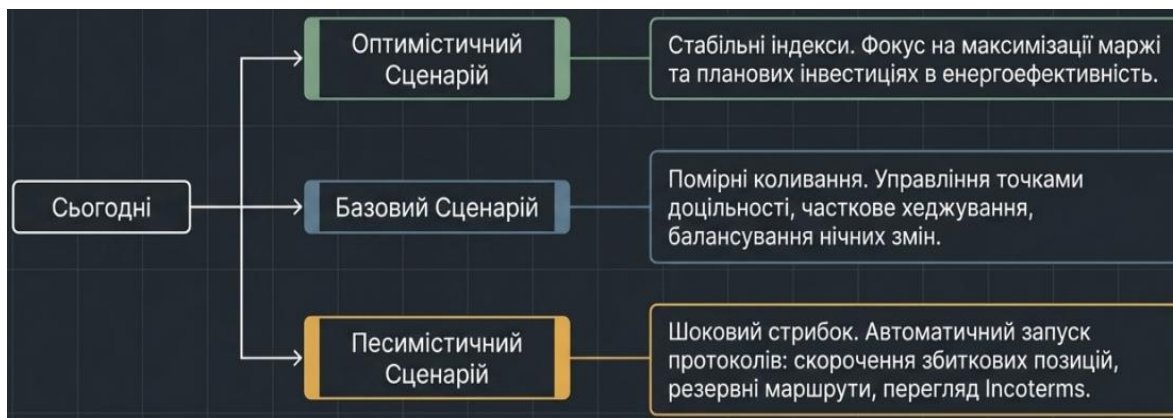 Оптимістичний
Сценарій
Стабільні індекси. Фокус на максимізації маржі
та планових інвестиціях в енергоефективність.
Сьогодні
Базовий Сценарій
Помірні коливання. Управління точками
доцільності, часткове хеджування,
балансування нічних змін.
Песимістичний
Сценарій
Шоковий стрибок. Автоматичний запуск
протоколів: скорочення збиткових позицій,
резервні маршрути, перегляд Incoterms.